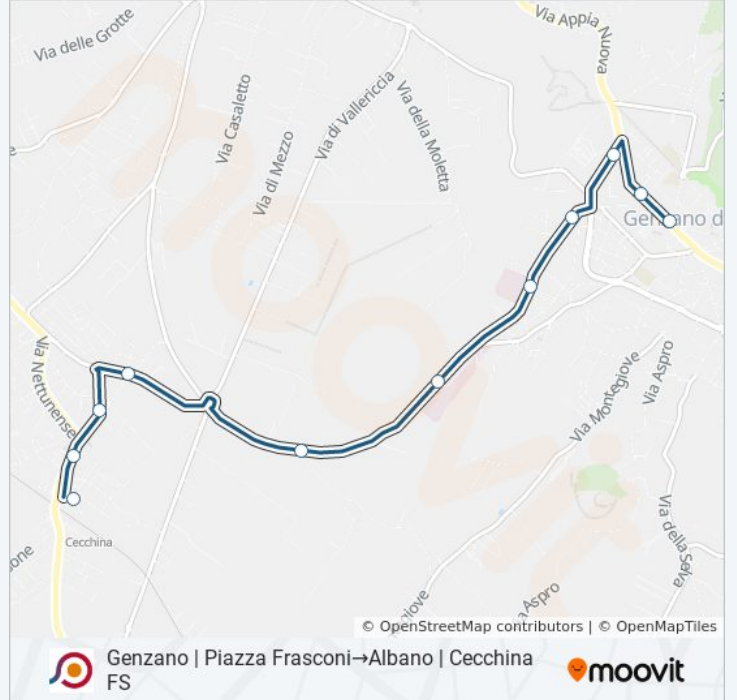 Via Appia Nuova
Via delle Grotte
Via Casaletto
Via di Vallericcia
Via della Moletta
Via di Mezzo
Genzano d
Via Nettunense
Via Montegiove
Via Aspro
Via della Selva
Cecchina
one
giove
a Aspro
moovit
© OpenStreetMap contributors | © OpenMapTiles
Genzano | Piazza Frasconi→Albano | Cecchina
FS
moovit